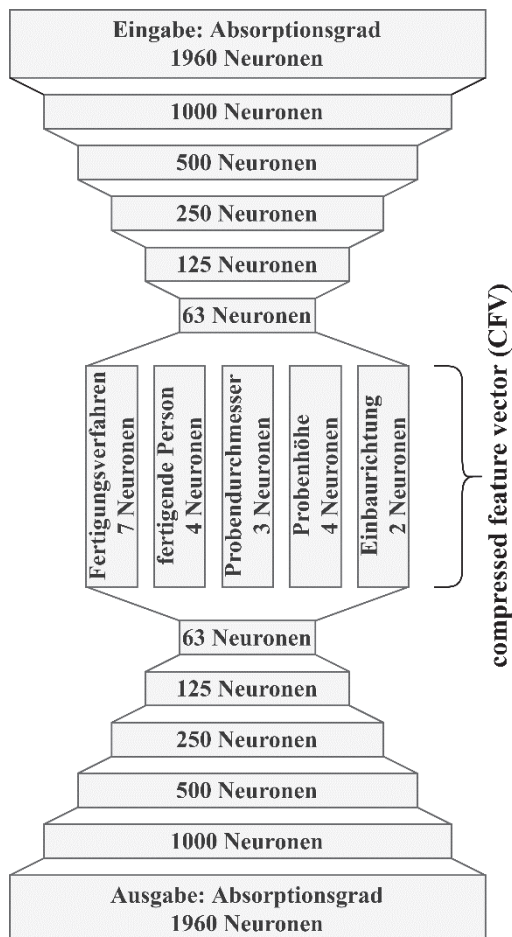 Eingabe: Absorptionsgrad
1960 Neuronen
1000 Neuronen
500 Neuronen
250 Neuronen
125 Neuronen
63 Neuronen
Fertigungsverfahren
7 Neuronen
fertigende Person
4 Neuronen
Probendurchmesser
3 Neuronen
Probenhöhe
4 Neuronen
Einbaurichtung
2 Neuronen
compressed feature vector (CFV)
63 Neuronen
125 Neuronen
250 Neuronen
500 Neuronen
1000 Neuronen
Ausgabe: Absorptionsgrad
1960 Neuronen